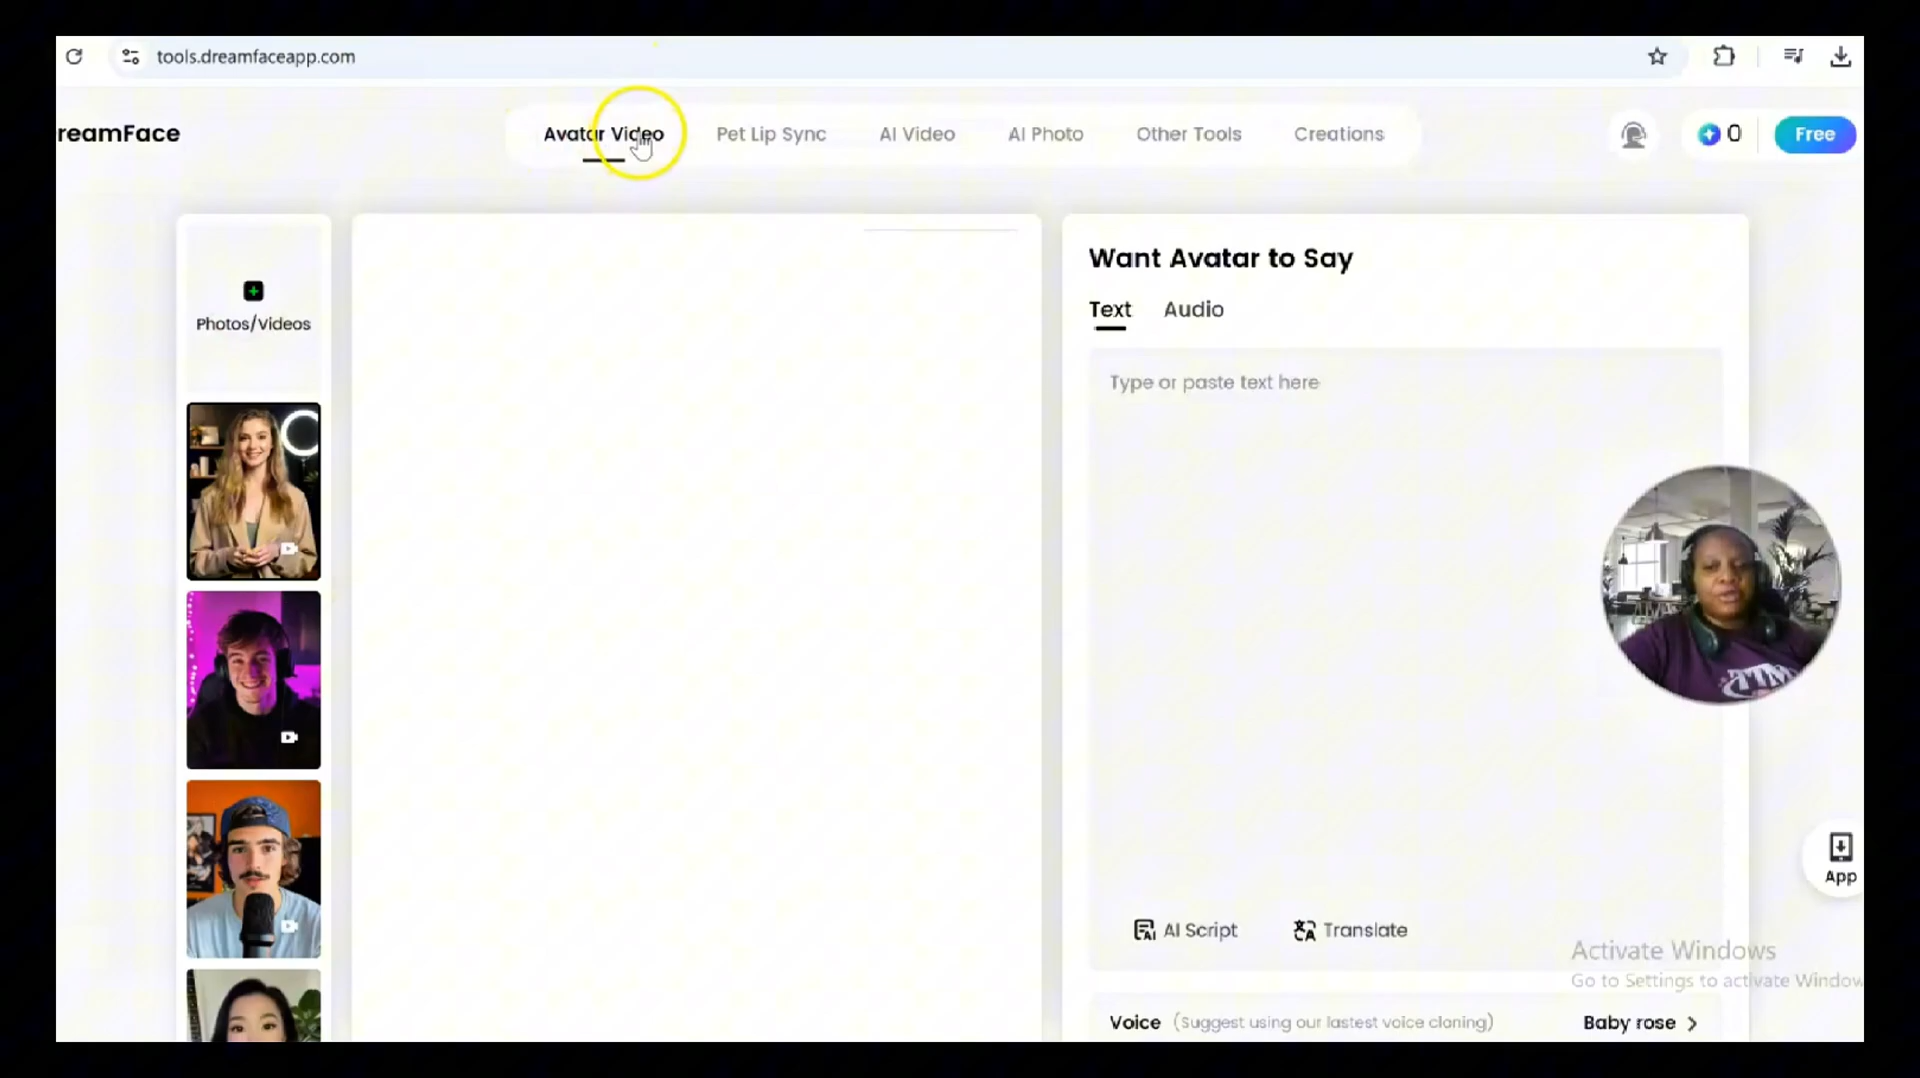 tools.dreamfaceapp.com
reamFace
Avatar Video
Pet Lip Sync
AI Video
AI Photo
Other Tools
Creations
0
Free
Photos/Videos
Want Avatar to Say
Text
Audio
Type or paste text here
AI Script
Translate
App
Activate Windows
Go to Settings to activate Window
Voice (Suggest using our lastest voice cloning)
Baby rose